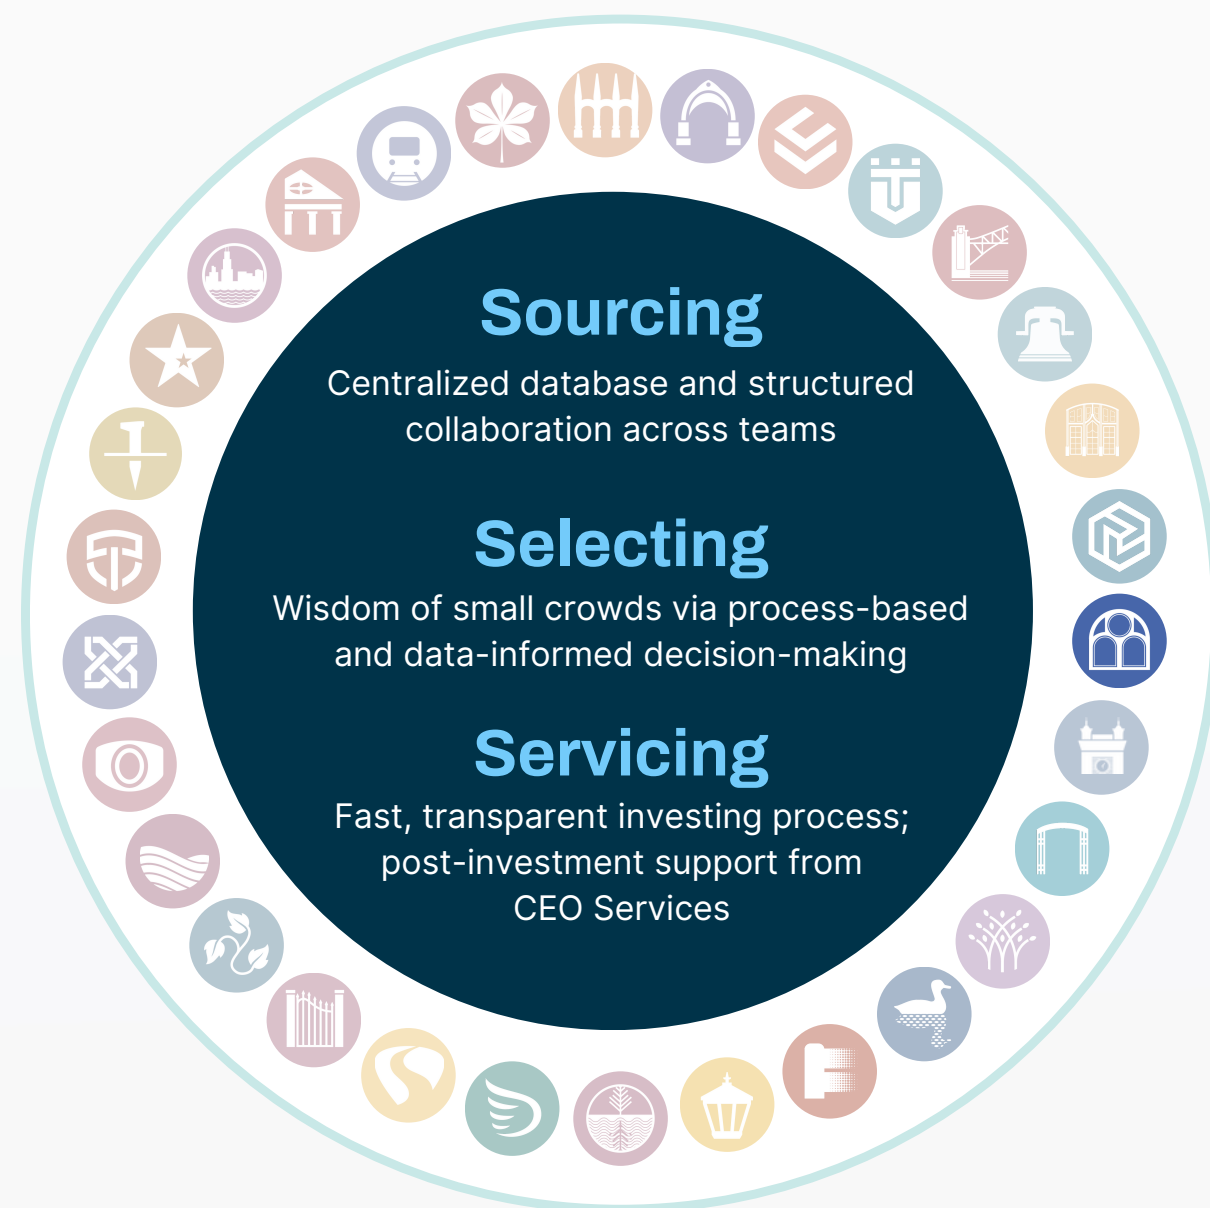 Sourcing
Centralized database and structured
collaboration across teams
Selecting
Wisdom of small crowds via process-based
and data-informed decision-making
Servicing
Fast, transparent investing process;
post-investment support from
CEO Services